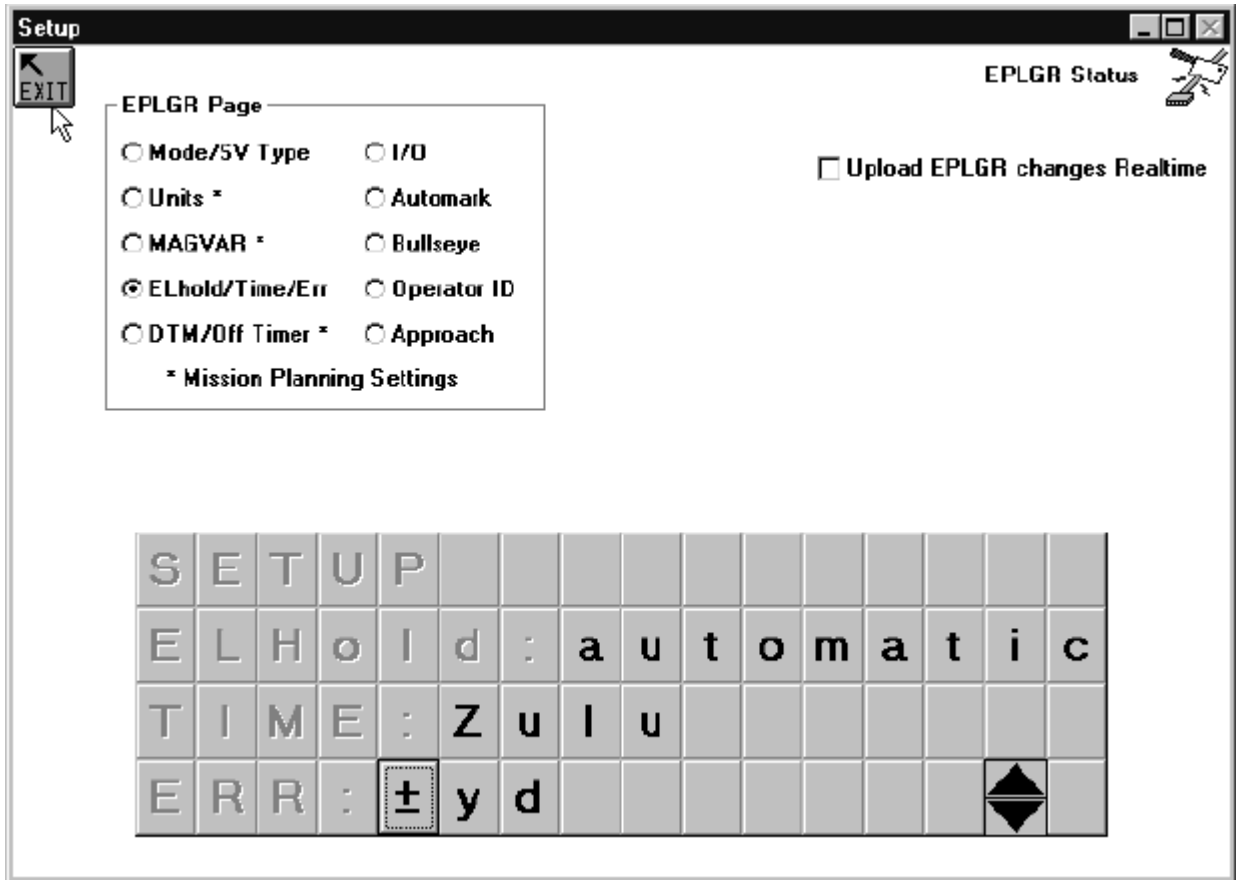 Setup
EXIT
EPLGR Status
EPLGR Page
Mode/SV Type
I/O
Upload EPLGR changes Realtime
Units *
Automark
MAGVAR *
Bullseye
ELhold/Time/Err
Operator ID
DTM/Off Timer *
Approach
* Mission Planning Settings
SETUP
ELHold:automatic
TIME:Zulu
ERR:±yd